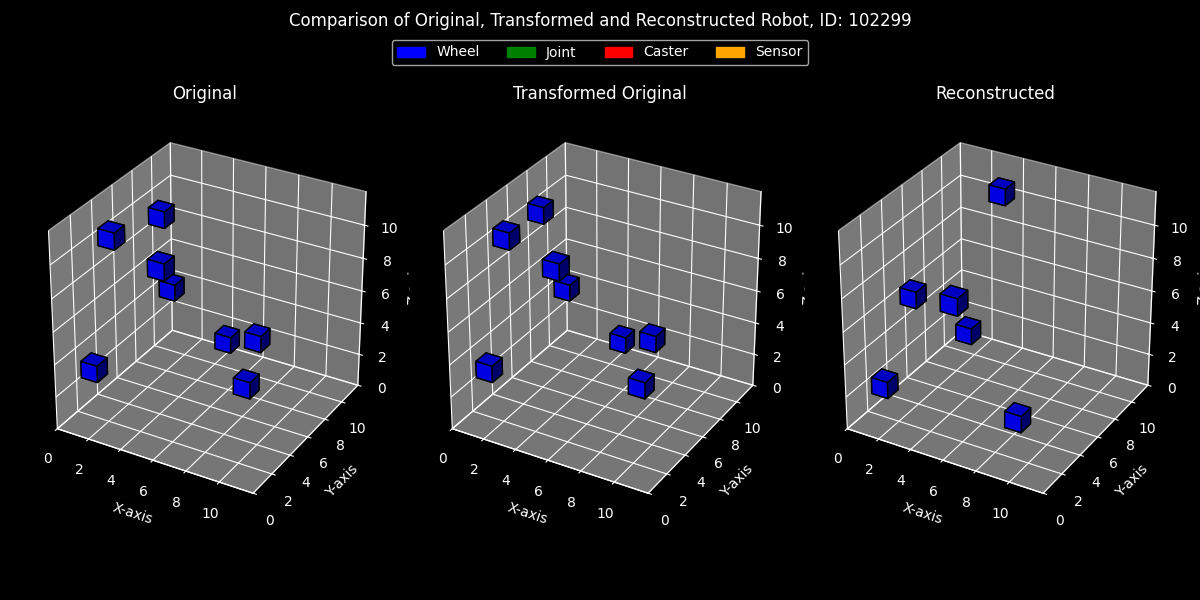 Comparison of Original, Transformed and Reconstructed Robot, ID: 102299
Wheel Joint Caster Sensor
Original Transformed Original Reconstructed
10 10 10
8 8 8
6 6 6
4 4 4
2 2 2
0 0 0
0 2 4 6 8 10 0 2 4 6 8 10 0 2 4 6 8 10
0 2 4 6 8 10 0 2 4 6 8 10 0 2 4 6 8 10
X-axis Y-axis X-axis Y-axis X-axis Y-axis